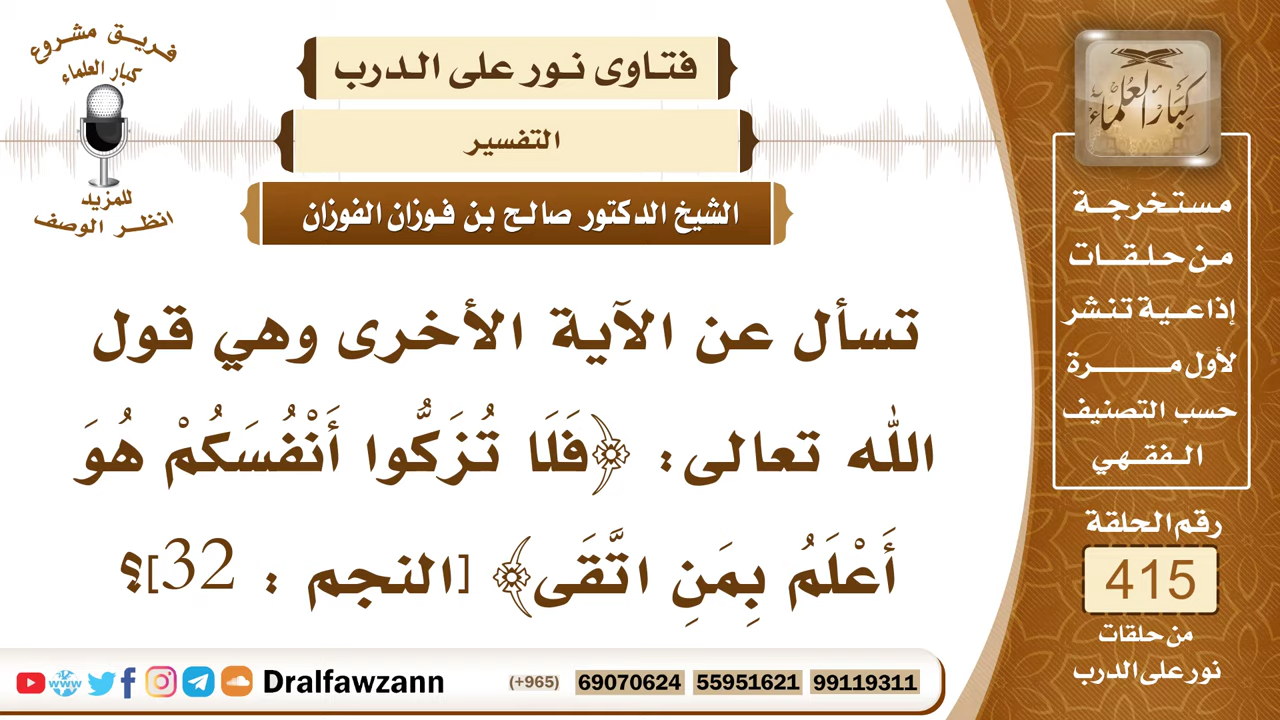 فريق مشروع
كبار العلماء
للمزيد
انظر الوصف
فتاوى نور على الدرب
التفسير
الشيخ الدكتور صالح بن فوزان الفوزان
تسأل عن الآية الأخرى وهي قول
الله تعالى: ﴿فَلَا تُزَكُّوا أَنْفُسَكُمْ هُوَ
أَعْلَمُ بِمَنِ اتَّقَى﴾ [النجم : 32]؟
كبار العلماء
مستخرجة
من حلقات
إذاعية تنشر
لأول مرة
حسب التصنيف
الفقهي
رقم الحلقة
415
من حلقات
نور على الدرب
www Dralfawzann (+965) 69070624 55951621 99119311